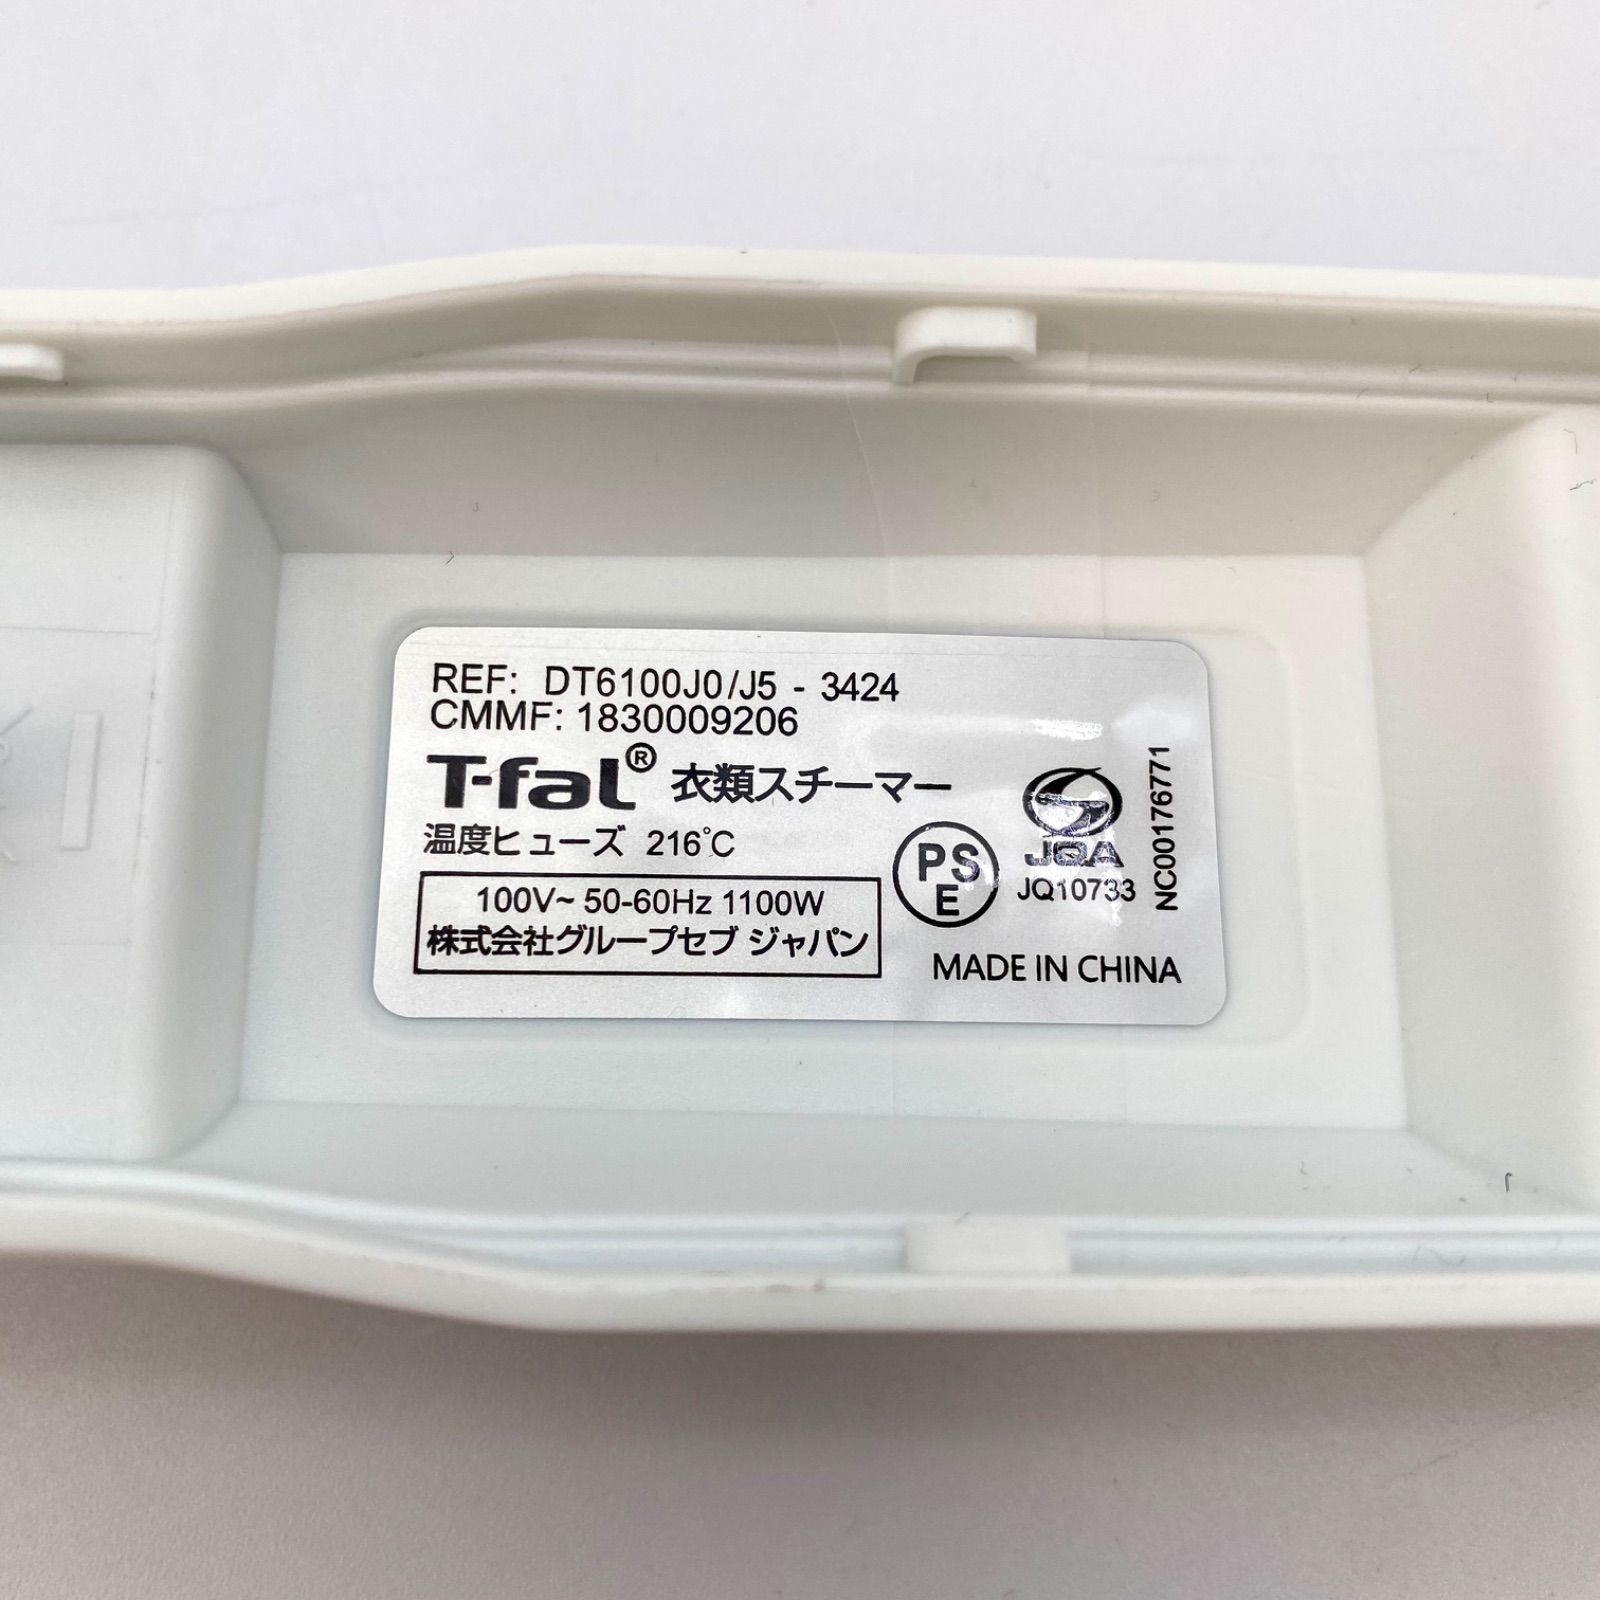 REF: DT6100J0/J5 - 3424
CMMF: 1830009206
T-fal® 衣類スチーマー
温度ヒューズ 216℃
100V~ 50-60Hz 1100W
株式会社グループセブ ジャパン
PS
E
JQA
JQ10733
NC00176771
MADE IN CHINA